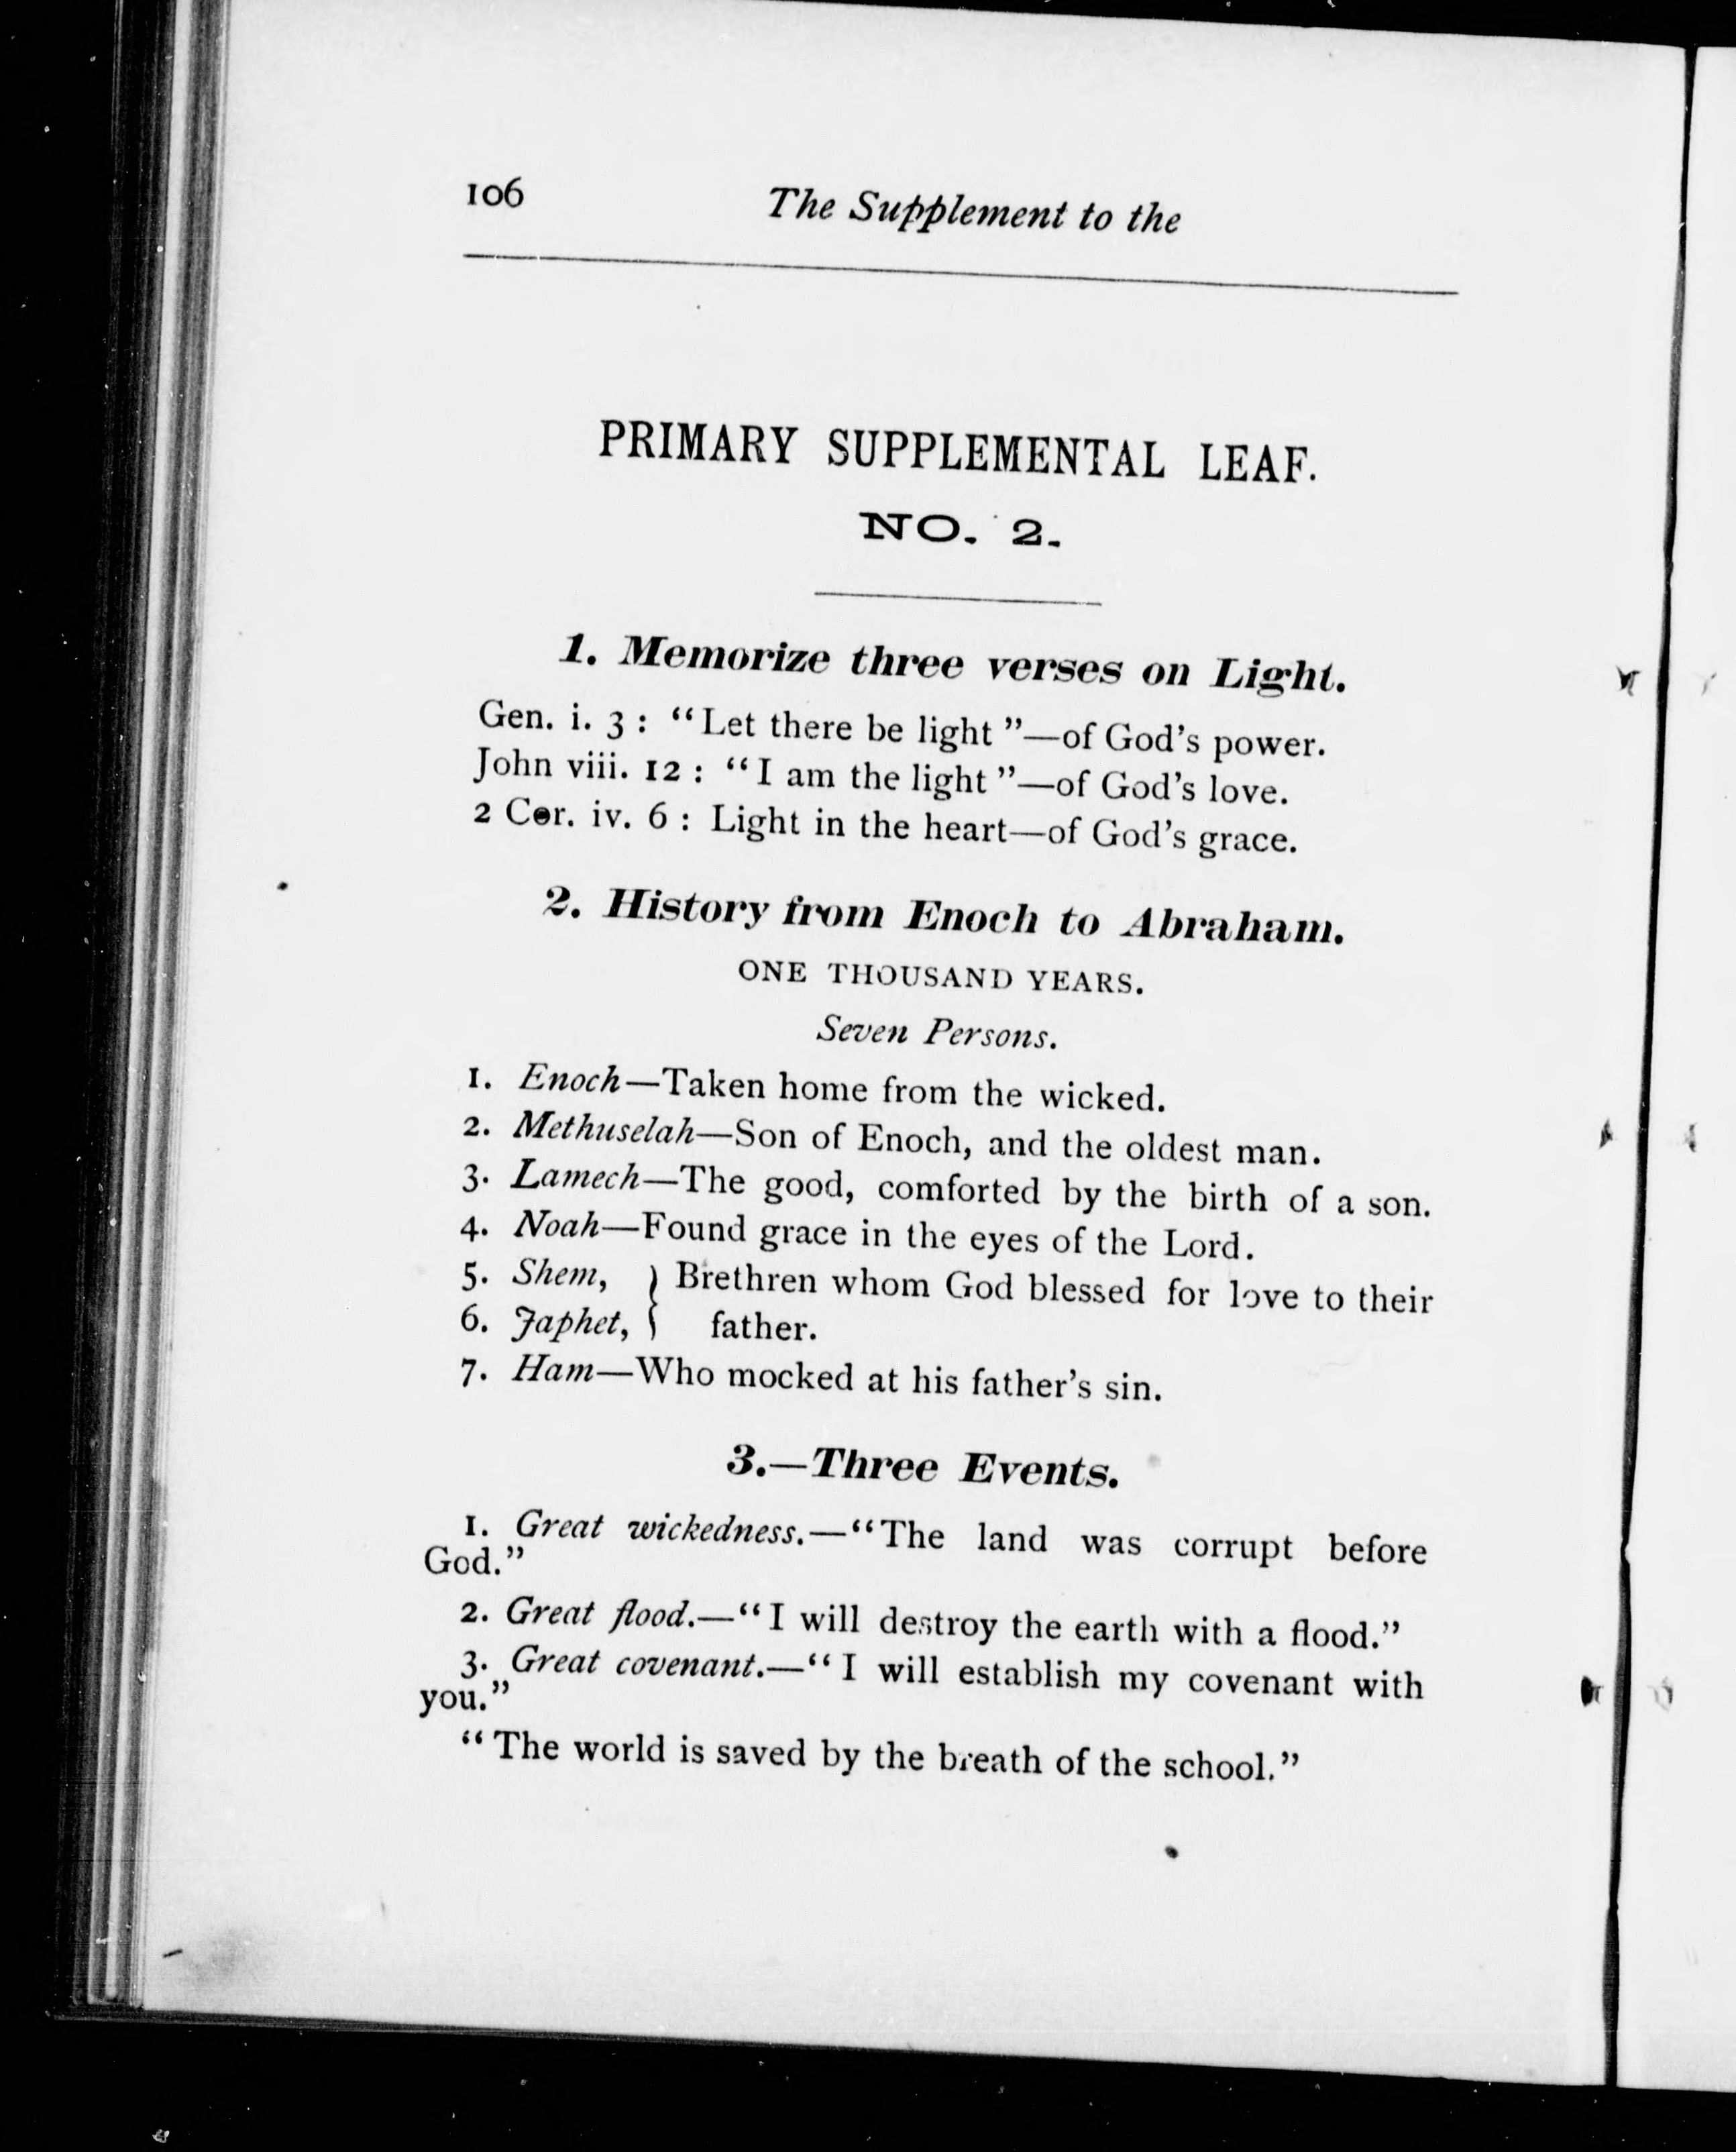 106
The Supplement to the
PRIMARY SUPPLEMENTAL LEAF.
NO. 2.
1. Memorize three verses on Light.
Gen. i. 3 : “Let there be light”—of God’s power.
John viii. 12 : “I am the light”—of God’s love.
2 Cor. iv. 6 : Light in the heart—of God’s grace.
2. History from Enoch to Abraham.
ONE THOUSAND YEARS.
Seven Persons.
1. Enoch—Taken home from the wicked.
2. Methuselah—Son of Enoch, and the oldest man.
3. Lamech—The good, comforted by the birth of a son.
4. Noah—Found grace in the eyes of the Lord.
5. Shem, } Brethren whom God blessed for love to their
6. Japhet, } father.
7. Ham—Who mocked at his father’s sin.
3.—Three Events.
1. Great wickedness.—“The land was corrupt before
God.”
2. Great flood.—“I will destroy the earth with a flood.”
3. Great covenant.—“I will establish my covenant with
you.”
“The world is saved by the breath of the school.”